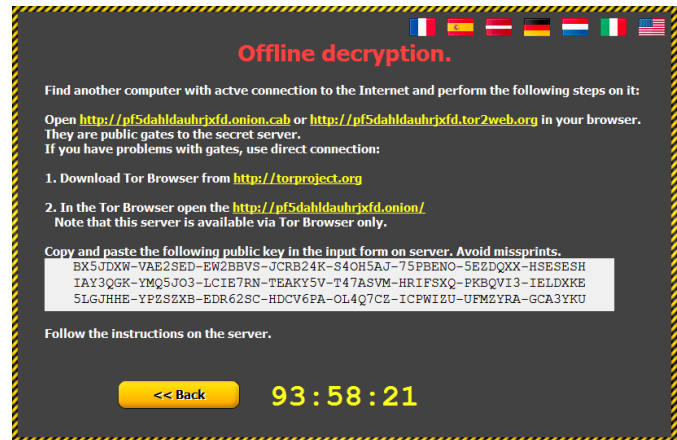 Offline decryption.
Find another computer with actve connection to the Internet and perform the following steps on it:
Open http://pf5dahldauhrjxfd.onion.cab or http://pf5dahldauhrjxfd.tor2web.org in your browser.
They are public gates to the secret server.
If you have problems with gates, use direct connection:
1. Download Tor Browser from http://torproject.org
2. In the Tor Browser open the http://pf5dahldauhrjxfd.onion/
Note that this server is available via Tor Browser only.
Copy and paste the following public key in the input form on server. Avoid missprints.
BX5JDXW-VAE2SED-EW2BBVS-JCRB24K-S4OH5AJ-75PBENO-5EZDQXX-HSESESH
IAY3QGK-YMQ5JO3-LCIE7RN-TEAKY5V-T47ASVM-HRIFSXQ-PKBQVI3-IELDXKE
5LGJHHE-YPZSZXB-EDR62SC-HDCV6PA-OL4Q7CZ-ICPWIZU-UFMZYRA-GCA3YKU
Follow the instructions on the server.
<< Back
93:58:21